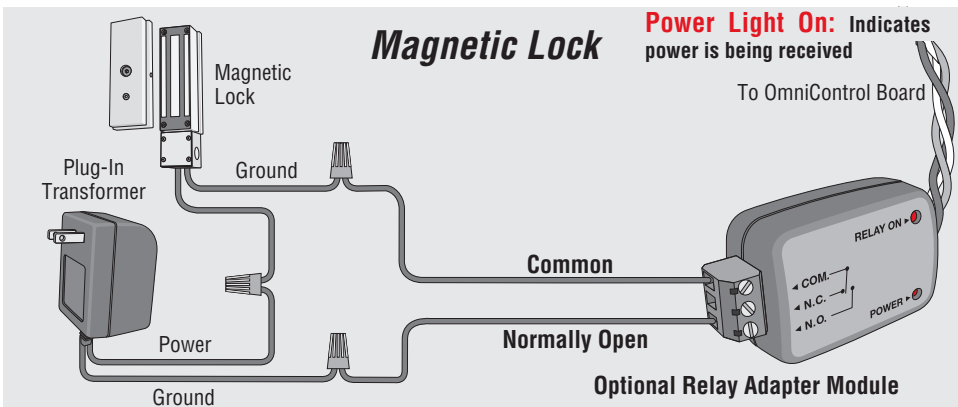 Magnetic Lock
Power Light On: Indicates
power is being received
To OmniControl Board
Magnetic
Lock
Plug-In
Transformer
Ground
RELAY ON ►
Common
◄ COM.
◄ N.C.
◄ N.O.
POWER ►
Normally Open
Power
Ground
Optional Relay Adapter Module